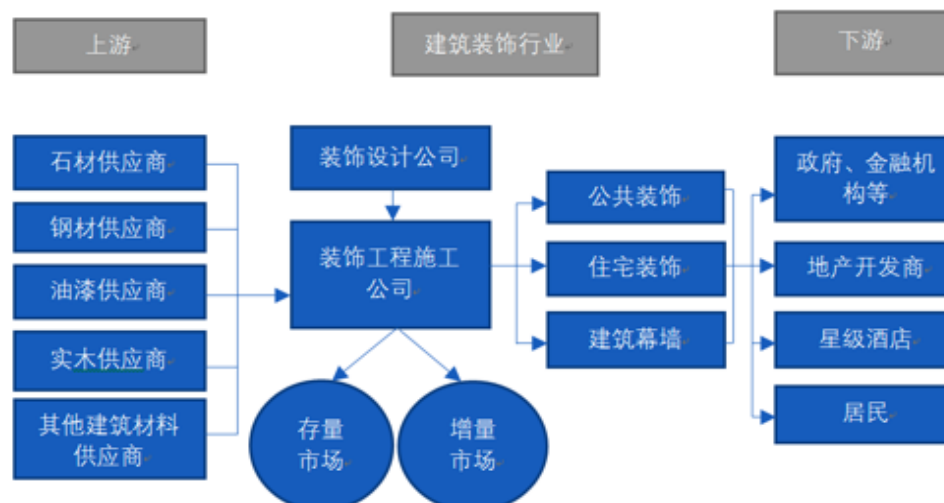 上游
建筑装饰行业
下游
石材供应商
钢材供应商
油漆供应商
实木供应商
其他建筑材料
供应商
装饰设计公司
装饰工程施工
公司
存量
市场
增量
市场
公共装饰
住宅装饰
建筑幕墙
政府、金融机
构等
地产开发商
星级酒店
居民